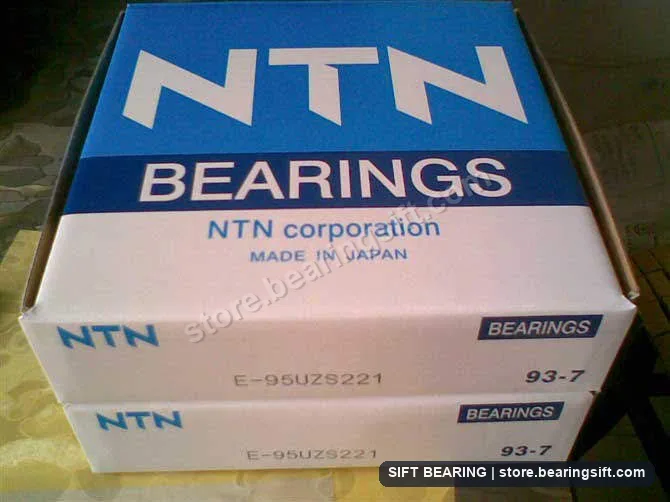 NTN
BEARINGS
NTN corporation
MADE IN JAPAN
store.bearingsift.com
NTN
BEARINGS
E-95UZS221
93-7
NTN
BEARINGS
E-95UZS221
93-7
SIFT BEARING | store.bearingsift.com